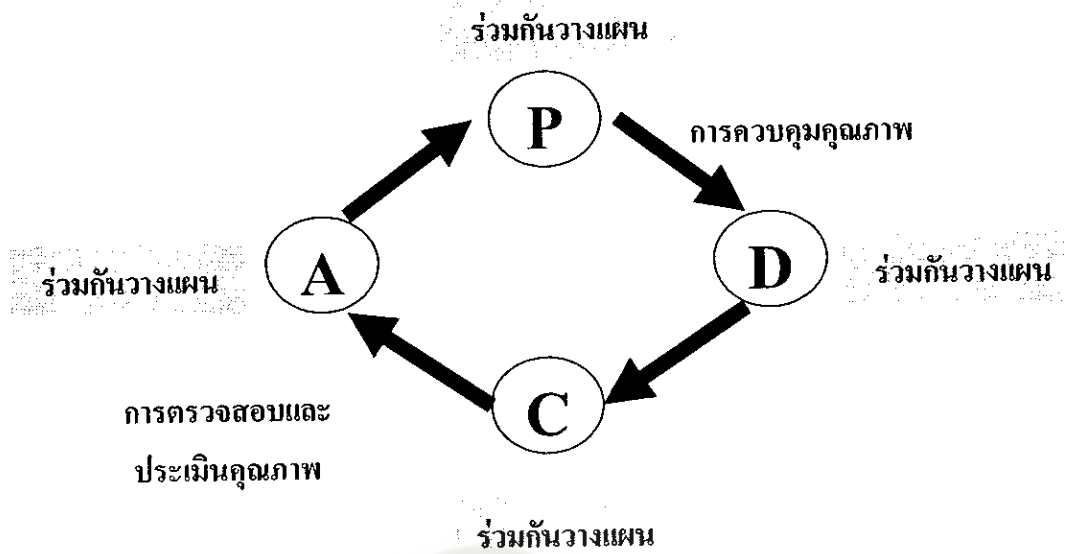 ร่วมกันวางแผน
P
การควบคุมคุณภาพ
A
D
ร่วมกันวางแผน
ร่วมกันวางแผน
C
การตรวจสอบและ
ประเมินคุณภาพ
ร่วมกันวางแผน